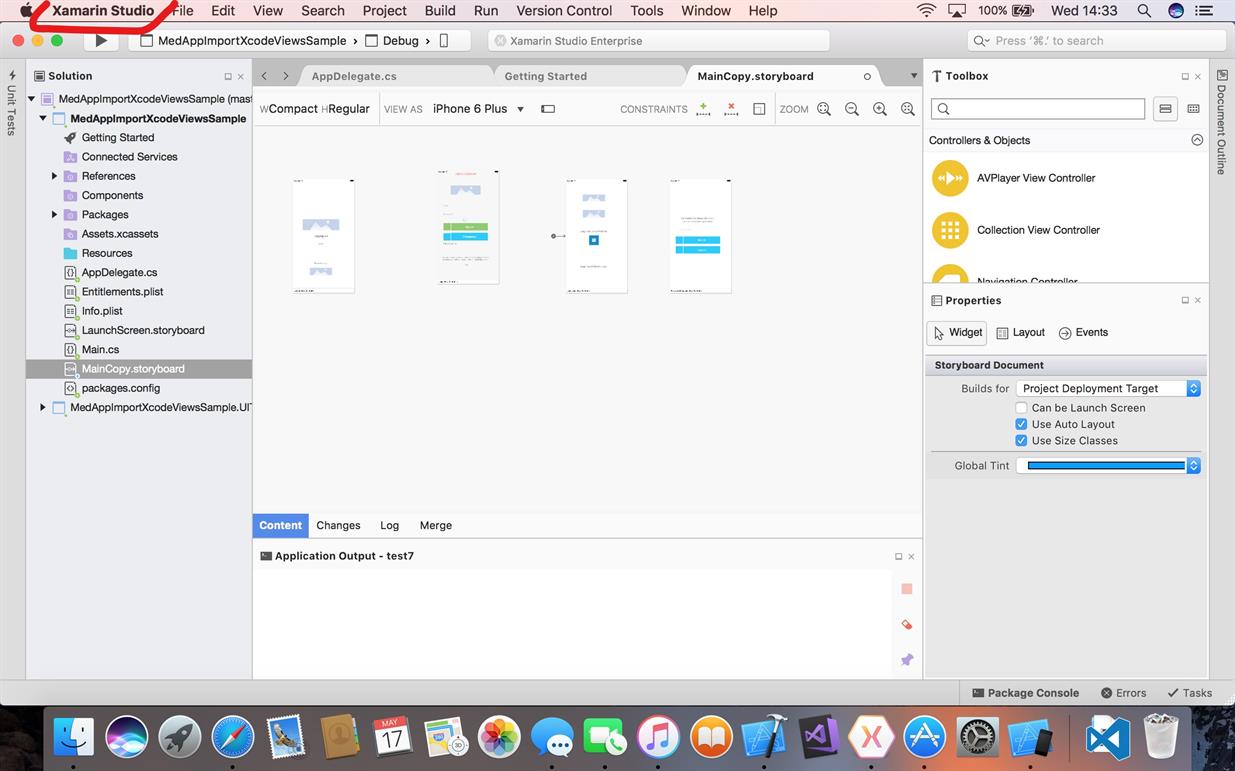 Xamarin Studio File Edit View Search Project Build Run Version Control Tools Window Help 100% Wed 14:33
MedAppImportXcodeViewsSample › Debug ›
Xamarin Studio Enterprise
Press '⌘.' to search
Unit Tests
Solution
MedAppImportXcodeViewsSample (mast
MedAppImportXcodeViewsSample
Getting Started
Connected Services
References
Components
Packages
Assets.xcassets
Resources
AppDelegate.cs
Entitlements.plist
Info.plist
LaunchScreen.storyboard
Main.cs
MainCopy.storyboard
packages.config
MedAppImportXcodeViewsSample.UIT
AppDelegate.cs
Getting Started
MainCopy.storyboard
wCompact HRegular VIEW AS iPhone 6 Plus CONSTRAINTS ZOOM
Content Changes Log Merge
Application Output - test7
Toolbox
Controllers & Objects
AVPlayer View Controller
Collection View Controller
Navigation Controller
Properties
Widget Layout Events
Storyboard Document
Builds for Project Deployment Target
Can be Launch Screen
Use Auto Layout
Use Size Classes
Global Tint
Document Outline
Package Console Errors Tasks
MAY
17
3D